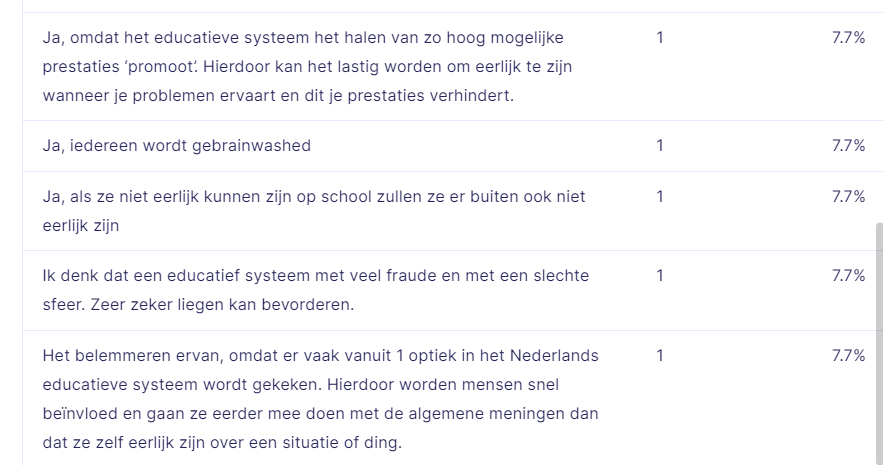 Ja, omdat het educatieve systeem het halen van zo hoog mogelijke 1 7.7%
prestaties ‘promoot’. Hierdoor kan het lastig worden om eerlijk te zijn
wanneer je problemen ervaart en dit je prestaties verhindert.
Ja, iedereen wordt gebrainwashed 1 7.7%
Ja, als ze niet eerlijk kunnen zijn op school zullen ze er buiten ook niet 1 7.7%
eerlijk zijn
Ik denk dat een educatief systeem met veel fraude en met een slechte 1 7.7%
sfeer. Zeer zeker liegen kan bevorderen.
Het belemmeren ervan, omdat er vaak vanuit 1 optiek in het Nederlands 1 7.7%
educatieve systeem wordt gekeken. Hierdoor worden mensen snel
beïnvloed en gaan ze eerder mee doen met de algemene meningen dan
dat ze zelf eerlijk zijn over een situatie of ding.